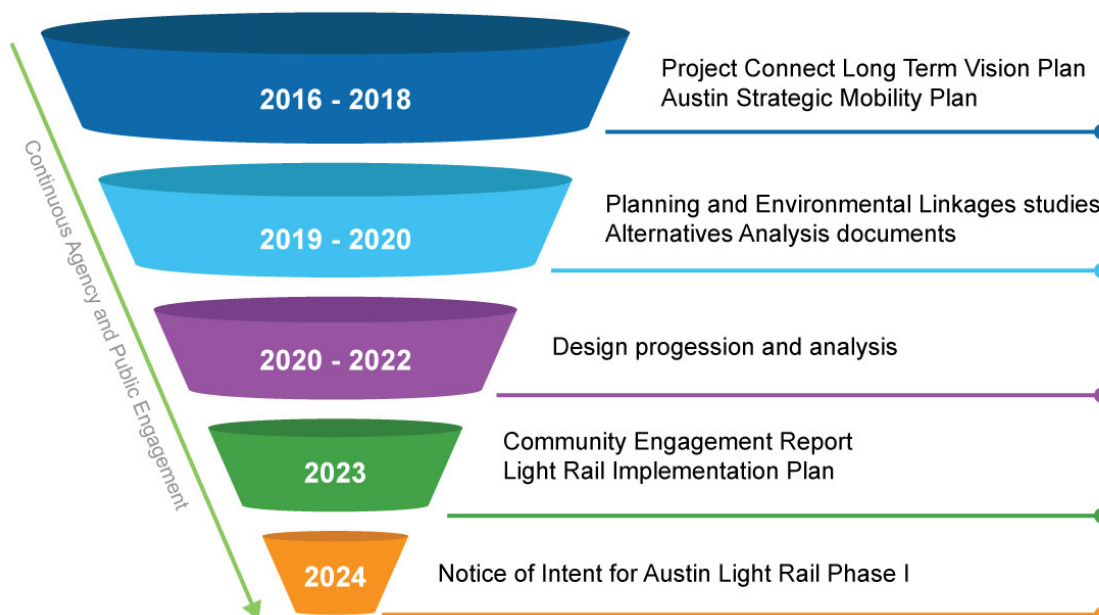 2016 - 2018
Project Connect Long Term Vision Plan
Austin Strategic Mobility Plan
Continuous Agency and Public Engagement
2019 - 2020
Planning and Environmental Linkages studies
Alternatives Analysis documents
2020 - 2022
Design progession and analysis
2023
Community Engagement Report
Light Rail Implementation Plan
2024
Notice of Intent for Austin Light Rail Phase I